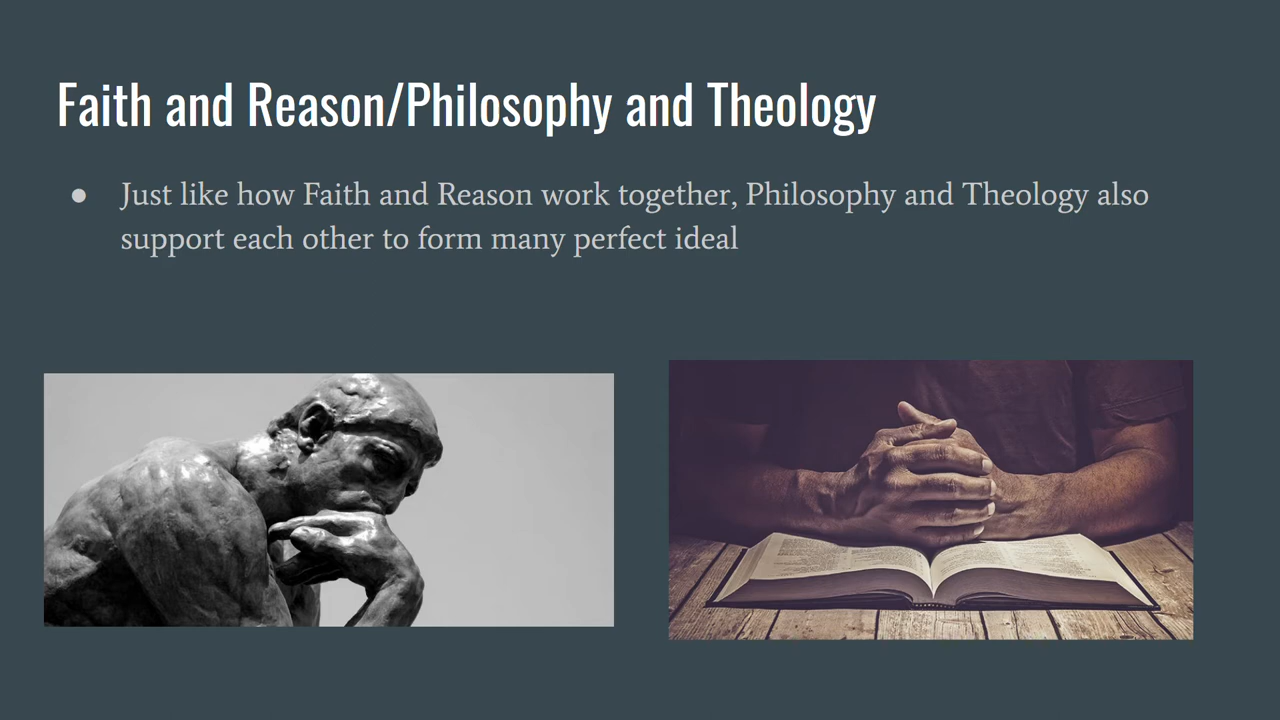 Faith and Reason/Philosophy and Theology
● Just like how Faith and Reason work together, Philosophy and Theology also
support each other to form many perfect ideal